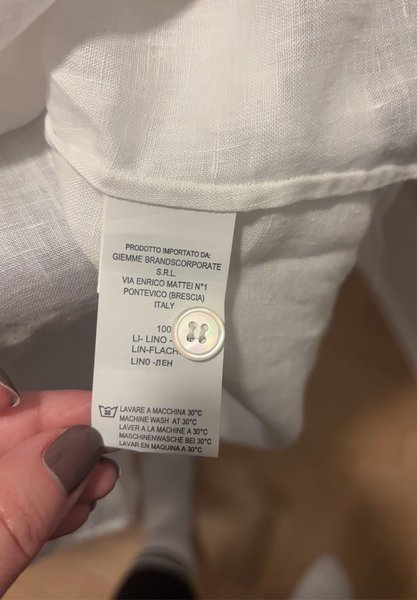 PRODOTTO IMPORTATO DA:
GIEMME BRANDSCORPORATE
S.R.L.
VIA ENRICO MATTEI N°1
PONTEVICO (BRESCIA)
ITALY
100
LI- LINO -
LIN-FLACH
LINO -ЛЕН
30
LAVARE A MACCHINA 30°C
MACHINE WASH AT 30°C
LAVER A LA MACHINE A 30°C
MASCHINENWASCHE BEI 30°C
LAVAR EN MAQUINA A 30°C